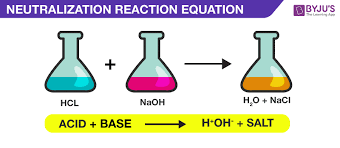 NEUTRALIZATION REACTION EQUATION
BYJU'S
The Learning App
+
HCL
NaOH
H₂O + NaCl
ACID + BASE
H⁺OH⁻ + SALT